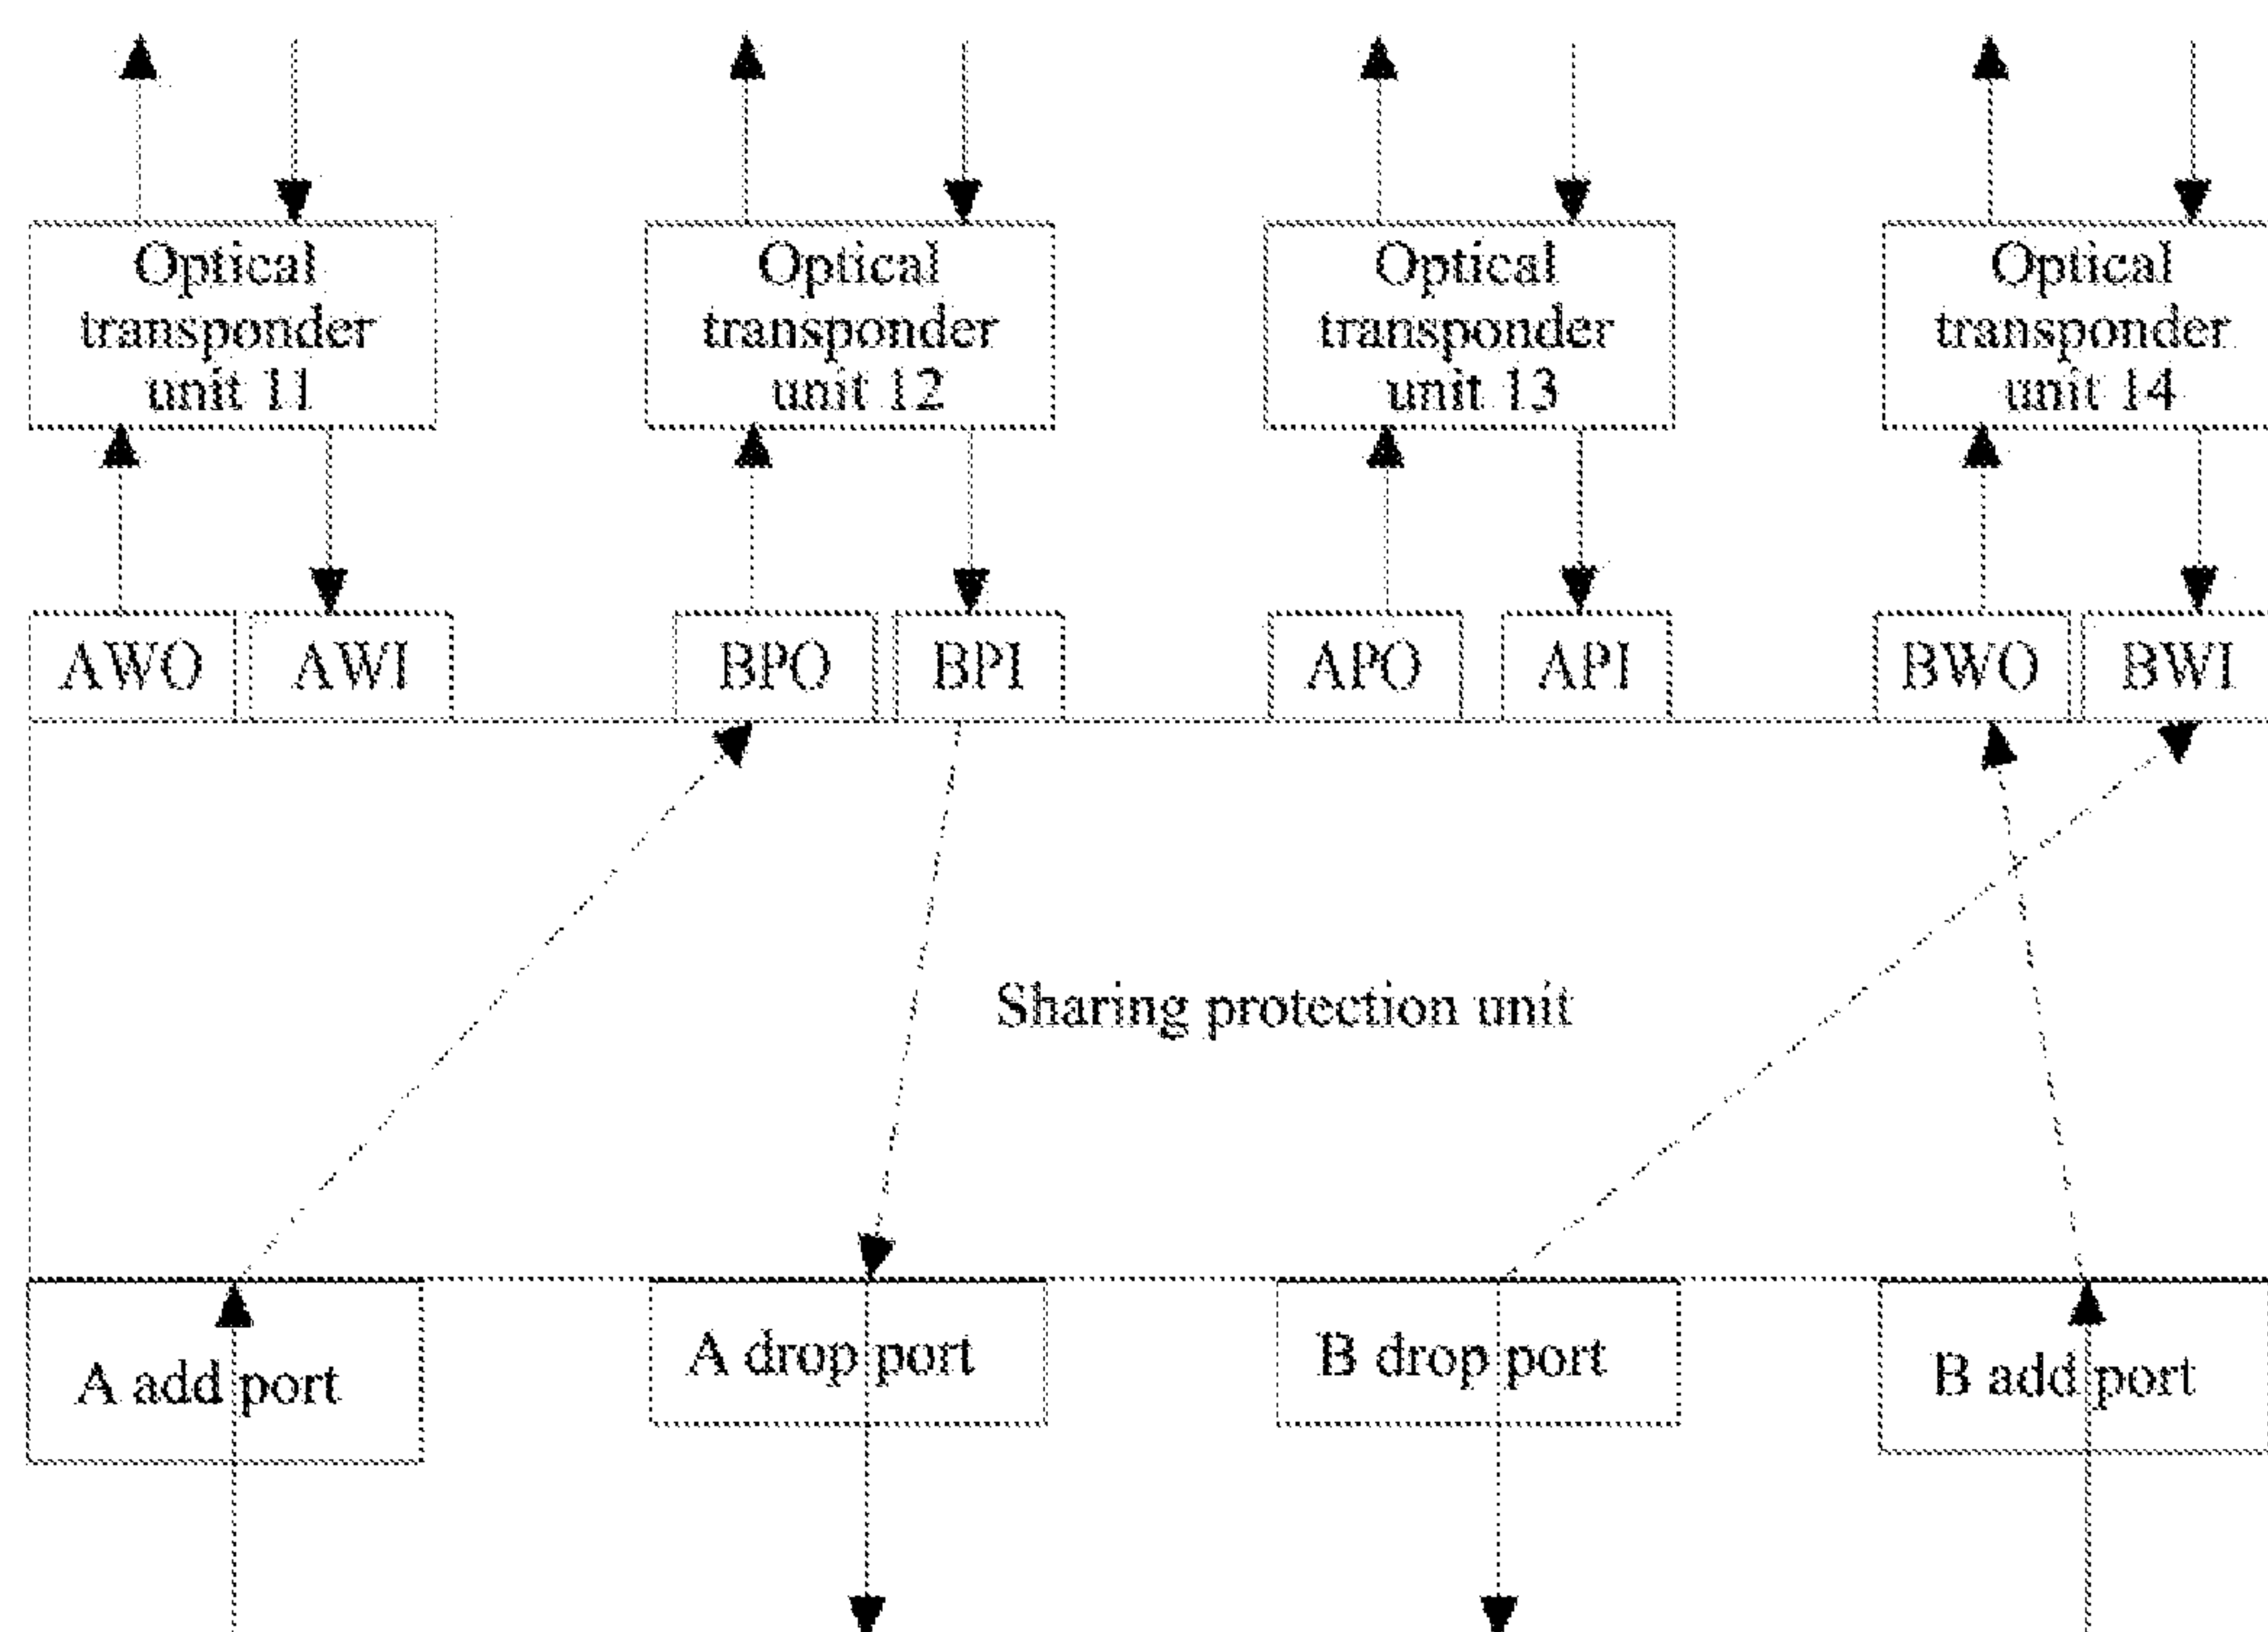 Optical
transponder
unit 11
Optical
transponder
unit 12
Optical
transponder
unit 13
Optical
transponder
unit 14
AWO
AWI
BPO
BPI
APO
API
BWO
BWI
Sharing protection unit
A add port
A drop port
B drop port
B add port